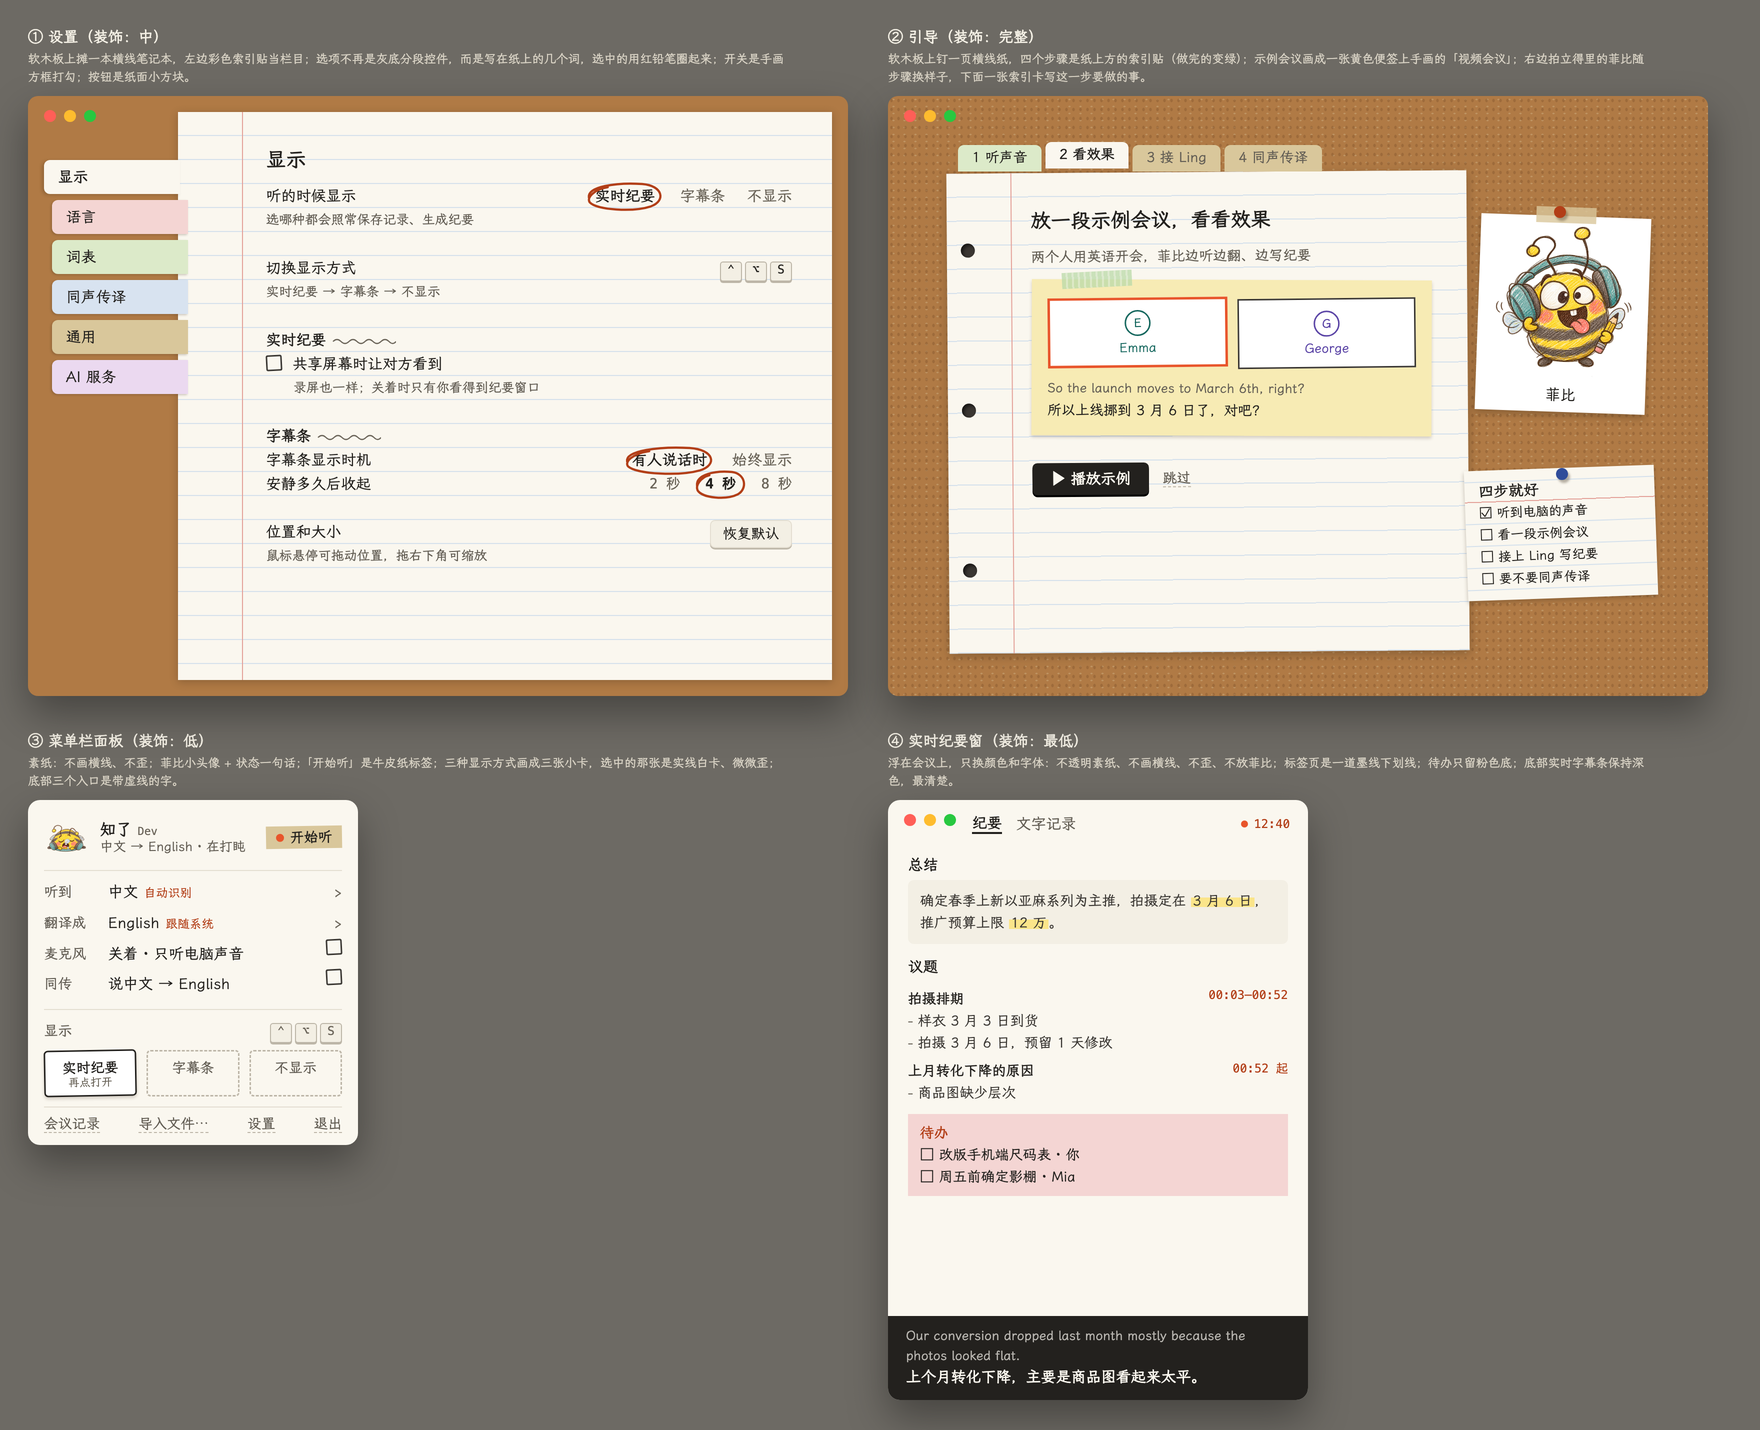 ① 设置（装饰：中）
软木板上摊一本横线笔记本，左边彩色索引贴当栏目；选项不再是灰底分段控件，而是写在纸上的几个词，选中的用红铅笔圈起来；开关是手画
方框打勾；按钮是纸面小方块。
显示
语言
词表
同声传译
通用
AI 服务
显示
听的时候显示 实时纪要 字幕条 不显示
选哪种都会照常保存记录、生成纪要
切换显示方式 ^ ⌥ S
实时纪要 → 字幕条 → 不显示
实时纪要
共享屏幕时让对方看到
录屏也一样；关着时只有你看得到纪要窗口
字幕条
字幕条显示时机 有人说话时 始终显示
安静多久后收起 2 秒 4 秒 8 秒
位置和大小 恢复默认
鼠标悬停可拖动位置，拖右下角可缩放
② 引导（装饰：完整）
软木板上钉一页横线纸，四个步骤是纸上方的索引贴（做完的变绿）；示例会议画成一张黄色便签上手画的「视频会议」；右边拍立得里的菲比随
步骤换样子，下面一张索引卡写这一步要做的事。
1 听声音 2 看效果 3 接 Ling 4 同声传译
放一段示例会议，看看效果
两个人用英语开会，菲比边听边翻、边写纪要
E G
Emma George
So the launch moves to March 6th, right?
所以上线挪到 3 月 6 日了，对吧？
▶ 播放示例 跳过
菲比
四步就好
☑ 听到电脑的声音
☐ 看一段示例会议
☐ 接上 Ling 写纪要
☐ 要不要同声传译
③ 菜单栏面板（装饰：低）
素纸：不画横线、不歪；菲比小头像 + 状态一句话；「开始听」是牛皮纸标签；三种显示方式画成三张小卡，选中的那张是实线白卡、微微歪；
底部三个入口是带虚线的字。
知了 Dev
中文 → English · 在打盹
开始听
听到 中文 自动识别 >
翻译成 English 跟随系统 >
麦克风 关着 · 只听电脑声音
同传 说中文 → English
显示 ^ ⌥ S
实时纪要 字幕条 不显示
再点打开
会议记录 导入文件… 设置 退出
④ 实时纪要窗（装饰：最低）
浮在会议上，只换颜色和字体：不透明素纸、不画横线、不歪、不放菲比；标签页是一道墨线下划线；待办只留粉色底；底部实时字幕条保持深
色，最清楚。
纪要 文字记录 12:40
总结
确定春季上新以亚麻系列为主推，拍摄定在 3 月 6 日，
推广预算上限 12 万。
议题
拍摄排期 00:03–00:52
- 样衣 3 月 3 日到货
- 拍摄 3 月 6 日，预留 1 天修改
上月转化下降的原因 00:52 起
- 商品图缺少层次
待办
☐ 改版手机端尺码表 · 你
☐ 周五前确定影棚 · Mia
Our conversion dropped last month mostly because the
photos looked flat.
上个月转化下降，主要是商品图看起来太平。